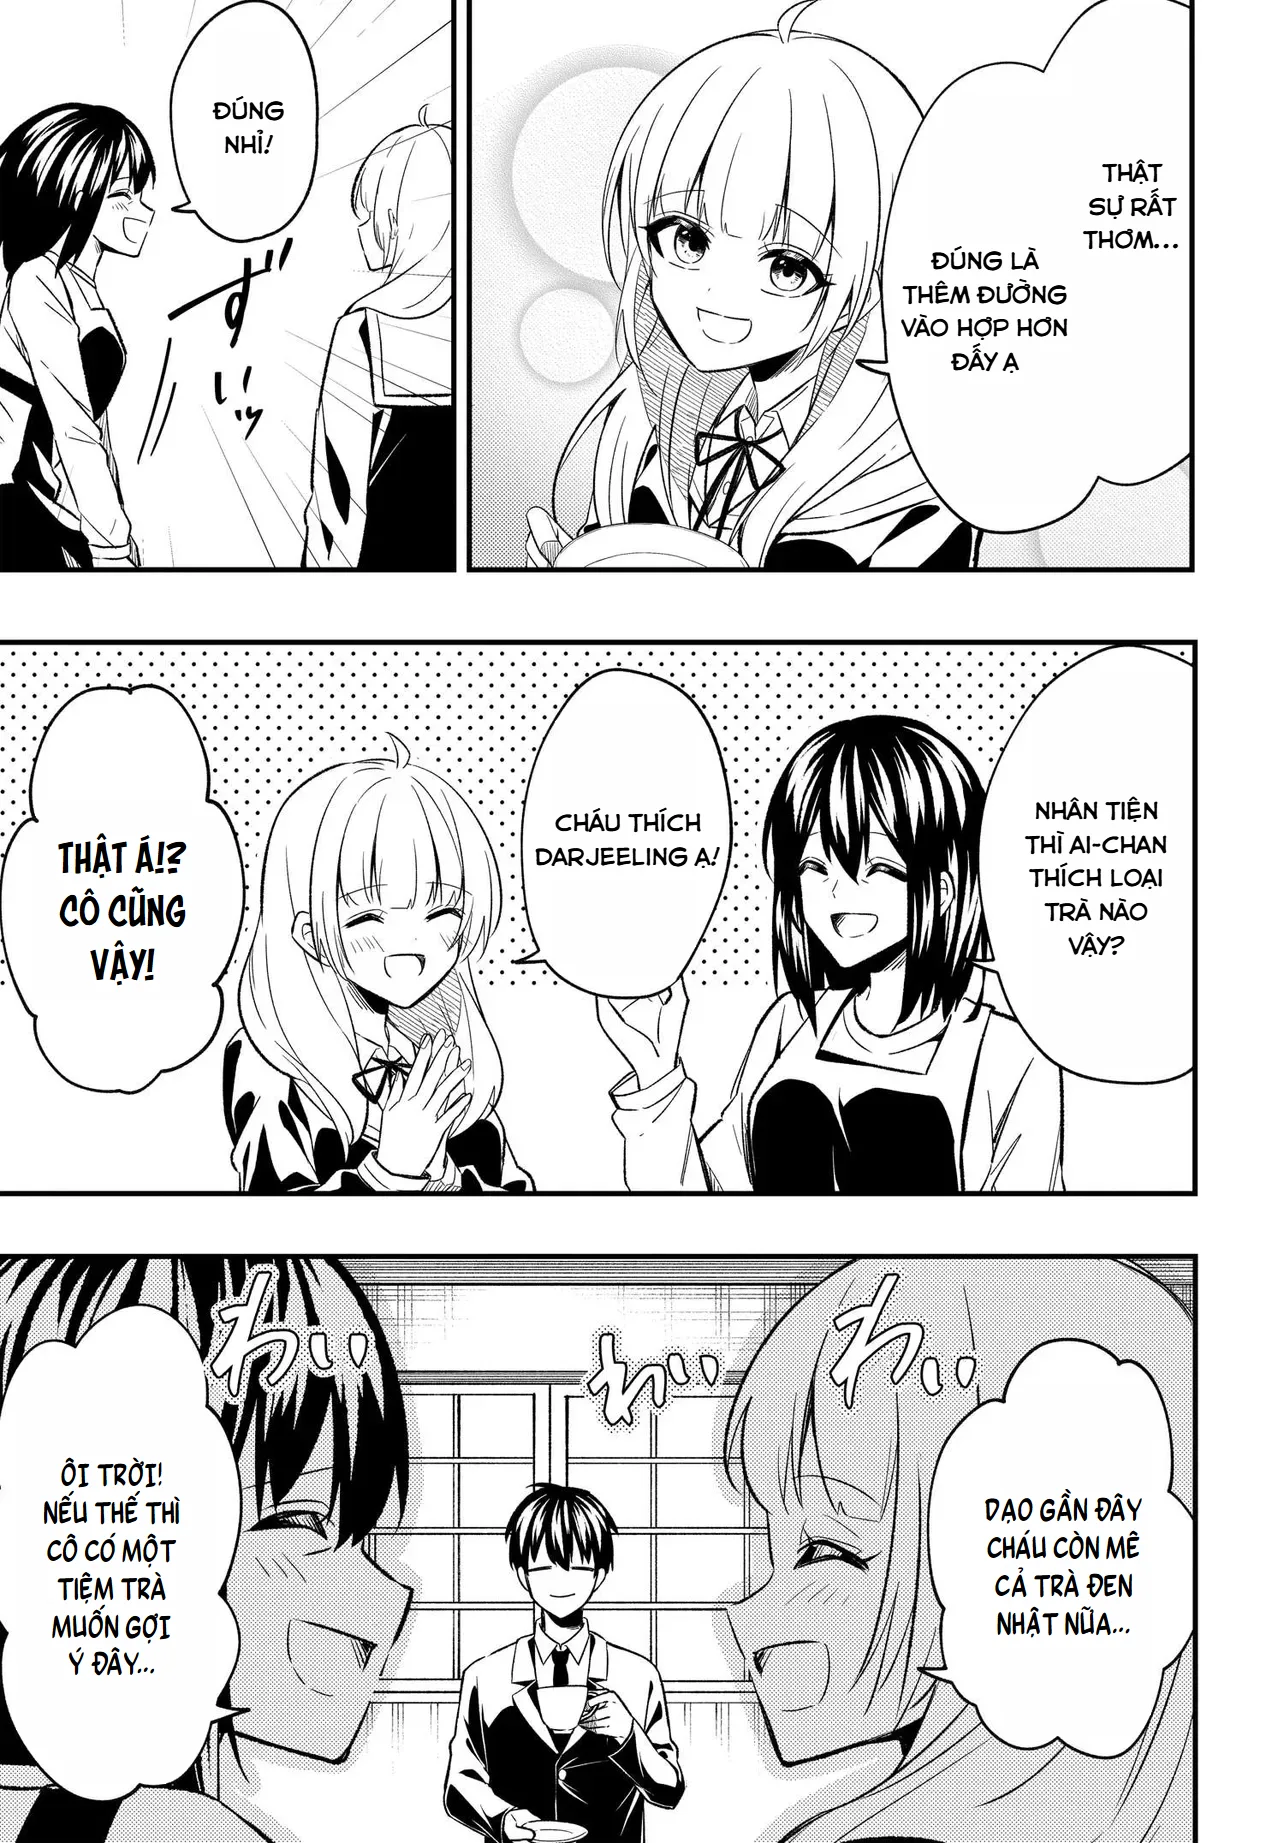 THẬT
SỰ RẤT
THƠM...
ĐÚNG LÀ
THÊM ĐƯỜNG
VÀO HỢP HƠN
ĐẤY Ạ
ĐÚNG
NHỈ!
ずいっ
NHÂN TIỆN
THÌ AI-CHAN
THÍCH LOẠI
TRÀ NÀO
VẬY?
CHÁU THÍCH
DARJEELING Ạ!
THẬT Á!?
CÔ CŨNG
VẬY!
わい
わい
わい
DẠO GẦN ĐÂY
CHÁU CÒN MÊ
CẢ TRÀ ĐEN
NHẬT NỮA...
ÔI TRỜI!
NẾU THẾ THÌ
CÔ CÓ MỘT
TIỆM TRÀ
MUỐN GỢI
Ý ĐÂY...